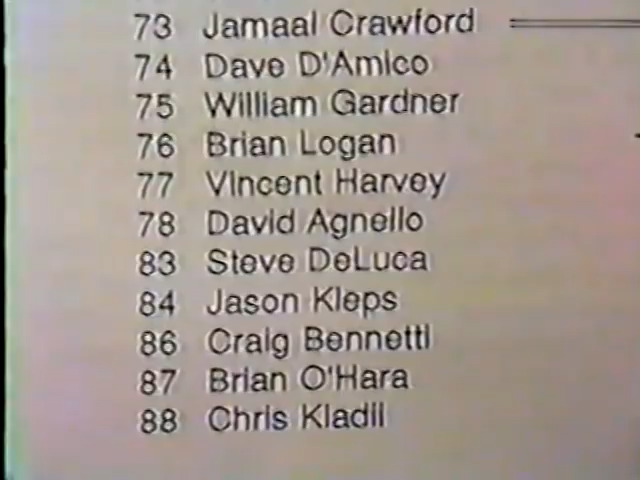 73 Jamaal Crawford
74 Dave D'Amico
75 William Gardner
76 Brian Logan
77 Vincent Harvey
78 David Agnello
83 Steve DeLuca
84 Jason Kleps
86 Craig Bennetti
87 Brian O'Hara
88 Chris Kladii